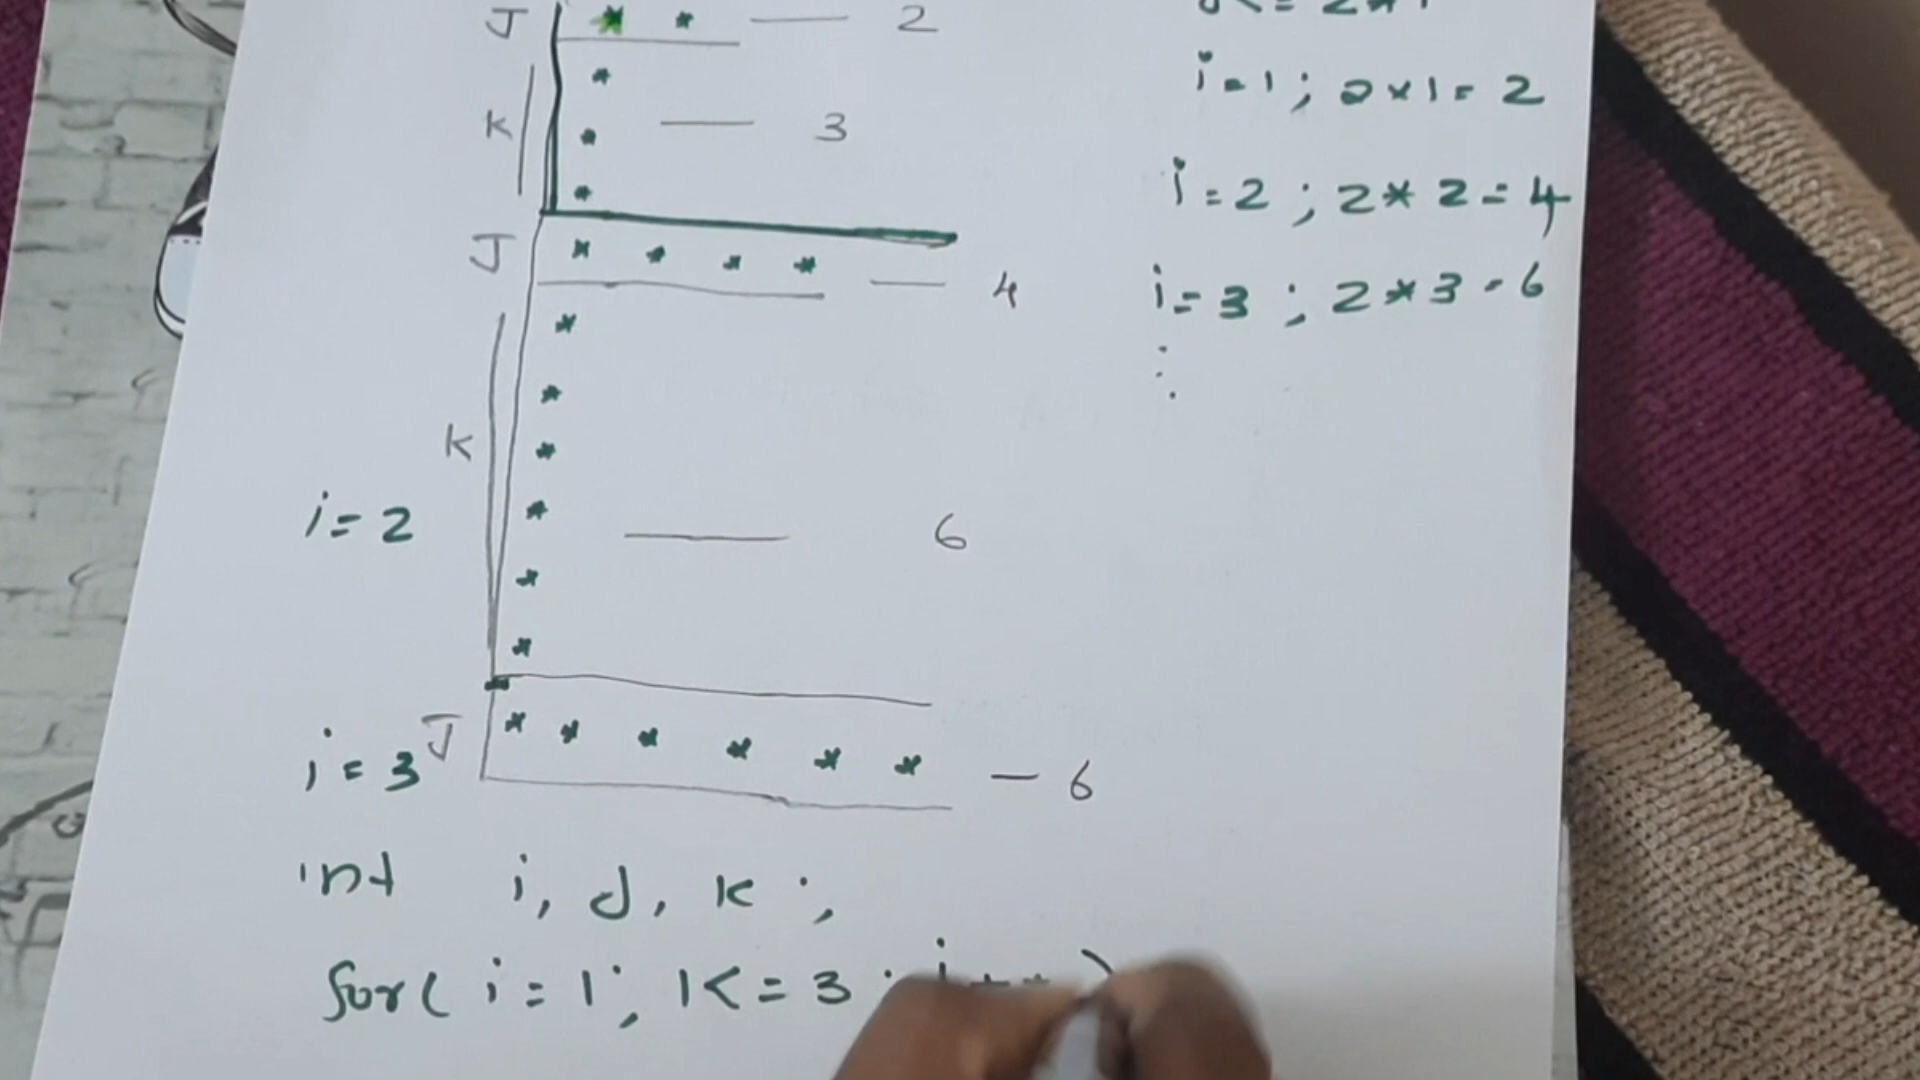 J * * — 2
*
K * — 3
*
J * * * * — 4
*
*
K *
i = 2 * — 6
*
*
i = 3 J * * * * * * — 6
int i, J, K ;
for( i = 1 ; 1<= 3 ; i++ )
i = 1 ; 2 * 1 = 2
i = 2 ; 2 * 2 = 4
i = 3 ; 2 * 3 = 6